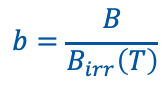 b = B / B_irr(T)